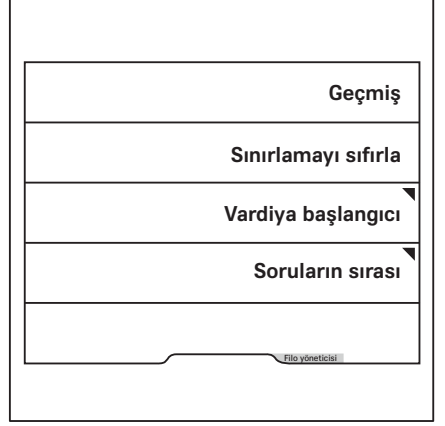 Geçmiş
Sınırlamayı sıfırla
Vardiya başlangıcı
Soruların sırası
Filo yöneticisi